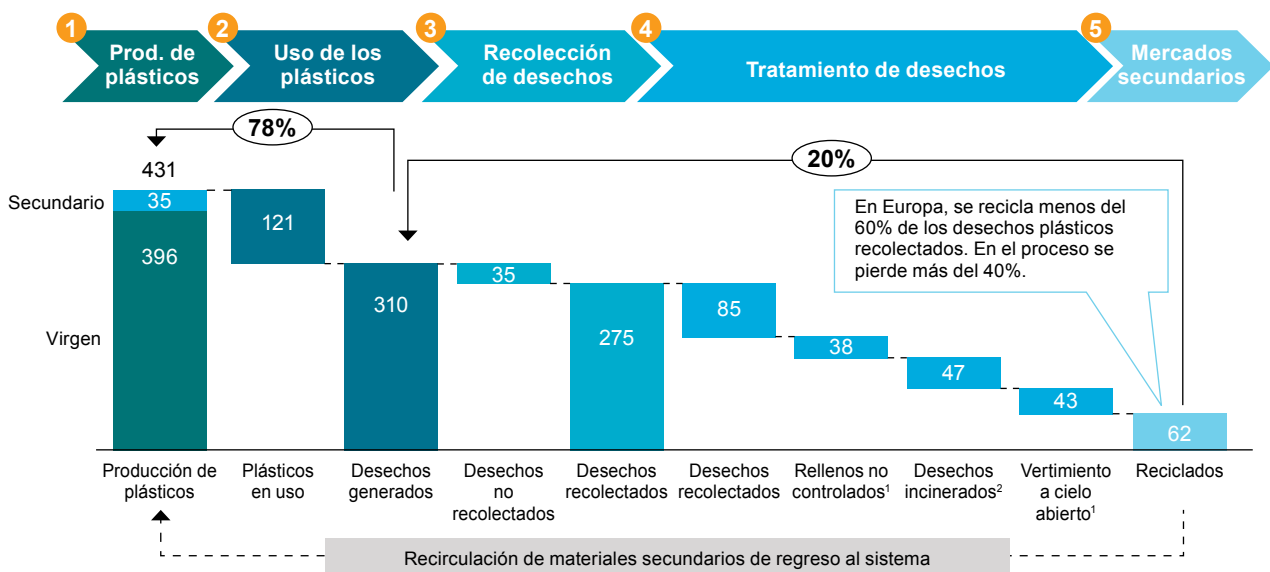 1
Prod. de
plásticos
2
Uso de los
plásticos
3
Recolección
de desechos
4
Tratamiento de desechos
5
Mercados
secundarios
78%
20%
431
Secundario
35
396
Virgen
121
310
35
275
85
38
47
43
62
En Europa, se recicla menos del
60% de los desechos plásticos
recolectados. En el proceso se
pierde más del 40%.
Producción de
plásticos
Plásticos
en uso
Desechos
generados
Desechos
no
recolectados
Desechos
recolectados
Desechos
recolectados
Rellenos no
controlados¹
Desechos
incinerados²
Vertimiento
a cielo
abierto¹
Reciclados
Recirculación de materiales secundarios de regreso al sistema